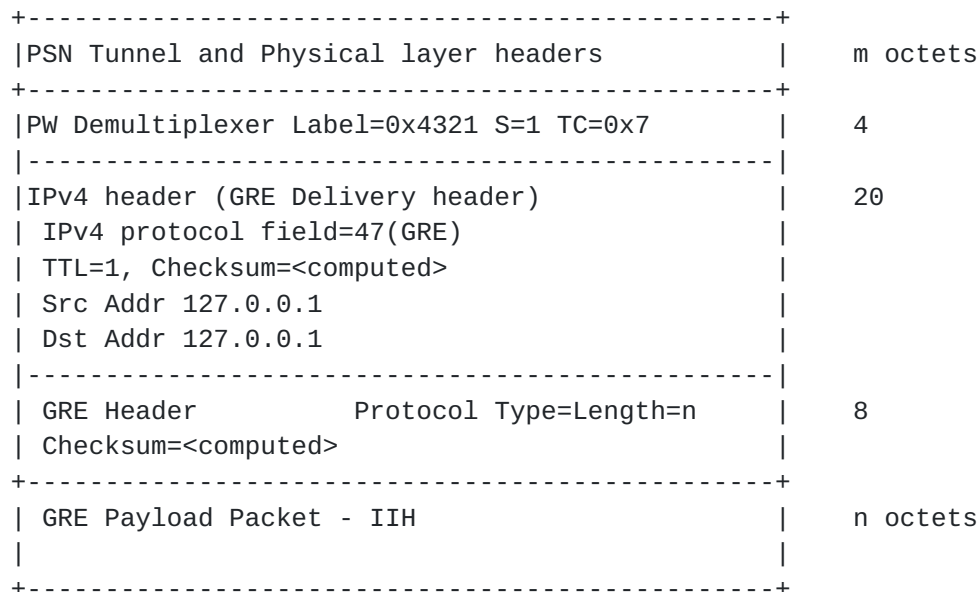 +------------------------------------------------+
|PSN Tunnel and Physical layer headers           |    m octets
+------------------------------------------------+
|PW Demultiplexer Label=0x4321 S=1 TC=0x7        |    4
|------------------------------------------------|
|IPv4 header (GRE Delivery header)               |    20
| IPv4 protocol field=47(GRE)                    |
| TTL=1, Checksum=<computed>                     |
| Src Addr 127.0.0.1                             |
| Dst Addr 127.0.0.1                             |
|------------------------------------------------|
| GRE Header          Protocol Type=Length=n     |    8
| Checksum=<computed>                            |
+------------------------------------------------+
| GRE Payload Packet - IIH                       |    n octets
|                                                |
+------------------------------------------------+